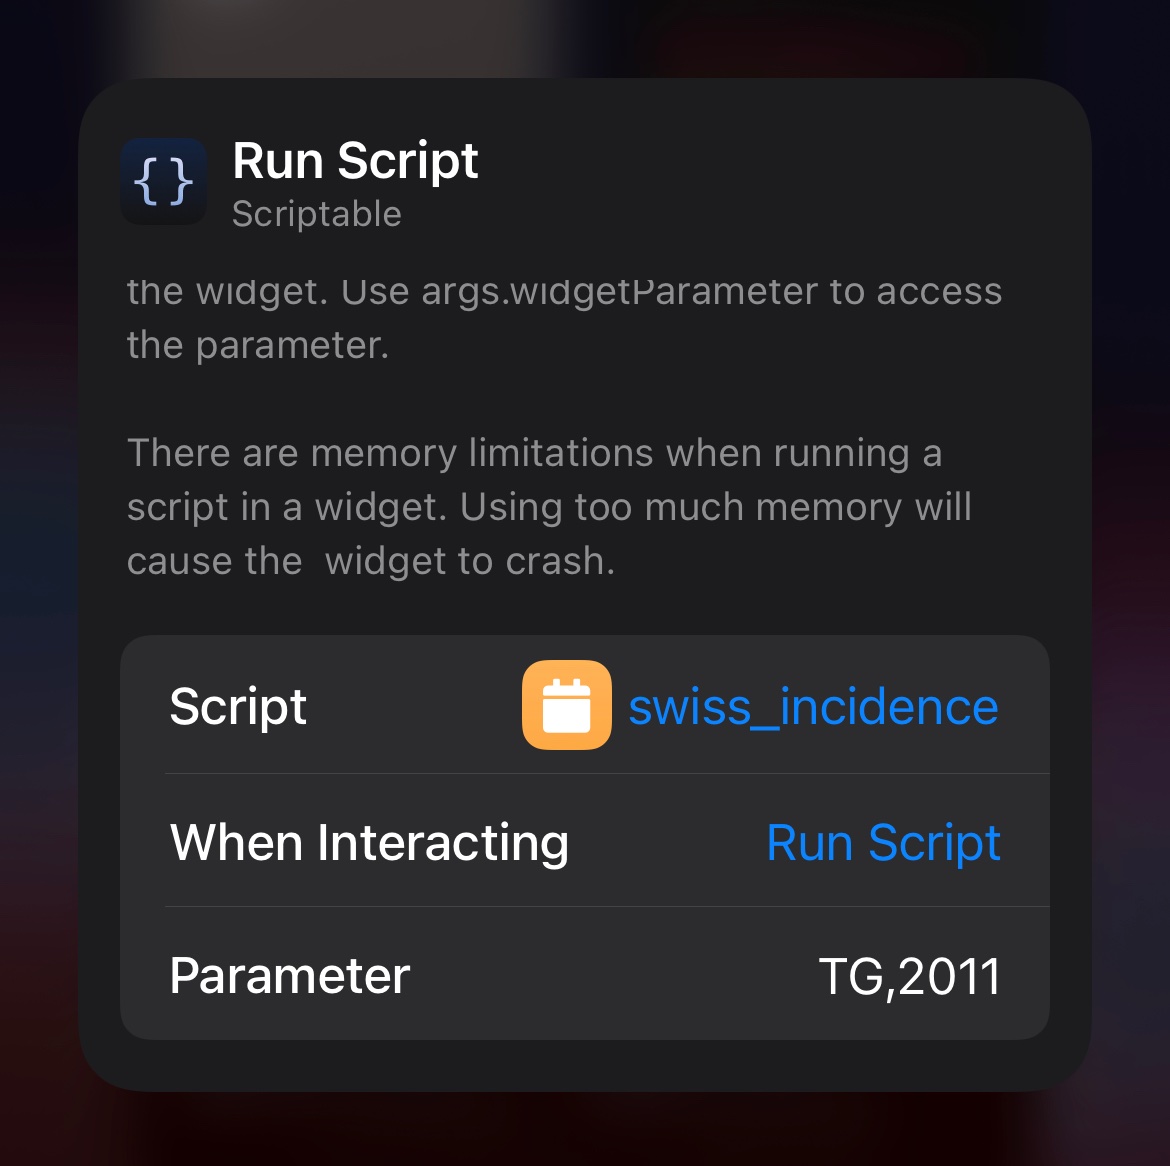 { }
Run Script
Scriptable
the widget. Use args.widgetParameter to access
the parameter.
There are memory limitations when running a
script in a widget. Using too much memory will
cause the  widget to crash.
Script swiss_incidence
When Interacting Run Script
Parameter TG,2011